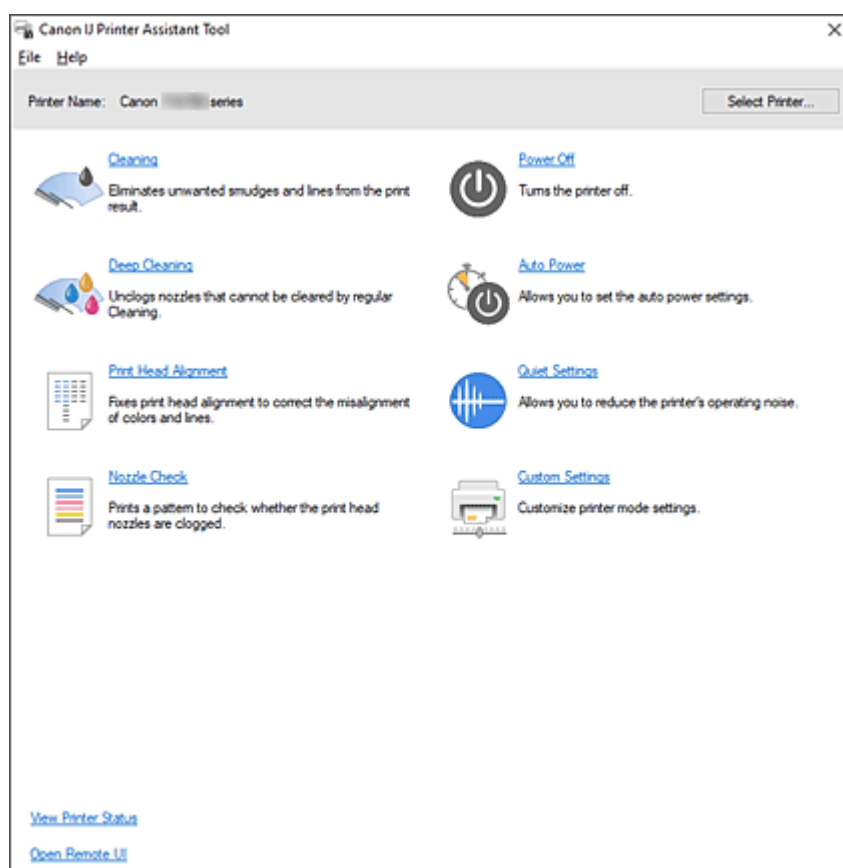 Canon IJ Printer Assistant Tool
File Help
Printer Name: Canon series
Select Printer...
Cleaning
Eliminates unwanted smudges and lines from the print
result.
Power Off
Turns the printer off.
Deep Cleaning
Unclogs nozzles that cannot be cleared by regular
Cleaning.
Auto Power
Allows you to set the auto power settings.
Print Head Alignment
Fixes print head alignment to correct the misalignment
of colors and lines.
Quiet Settings
Allows you to reduce the printer's operating noise.
Nozzle Check
Prints a pattern to check whether the print head
nozzles are clogged.
Custom Settings
Customize printer mode settings.
View Printer Status
Open Remote UI